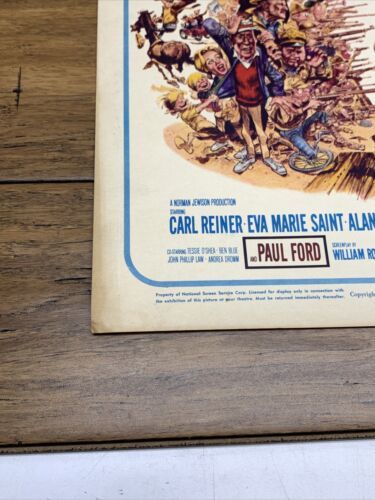 A NORMAN JEWISON PRODUCTION
STARRING
CARL REINER · EVA MARIE SAINT · ALAN
CO-STARRING TESSIE O'SHEA · BEN BLUE
JOHN PHILLIP LAW · ANDREA DROMM
AND PAUL FORD
SCREENPLAY BY
WILLIAM RO
Property of National Screen Service Corp. Licensed for display only in connection with
the exhibition of this picture at your theatre. Must be returned immediately thereafter.
Copyright